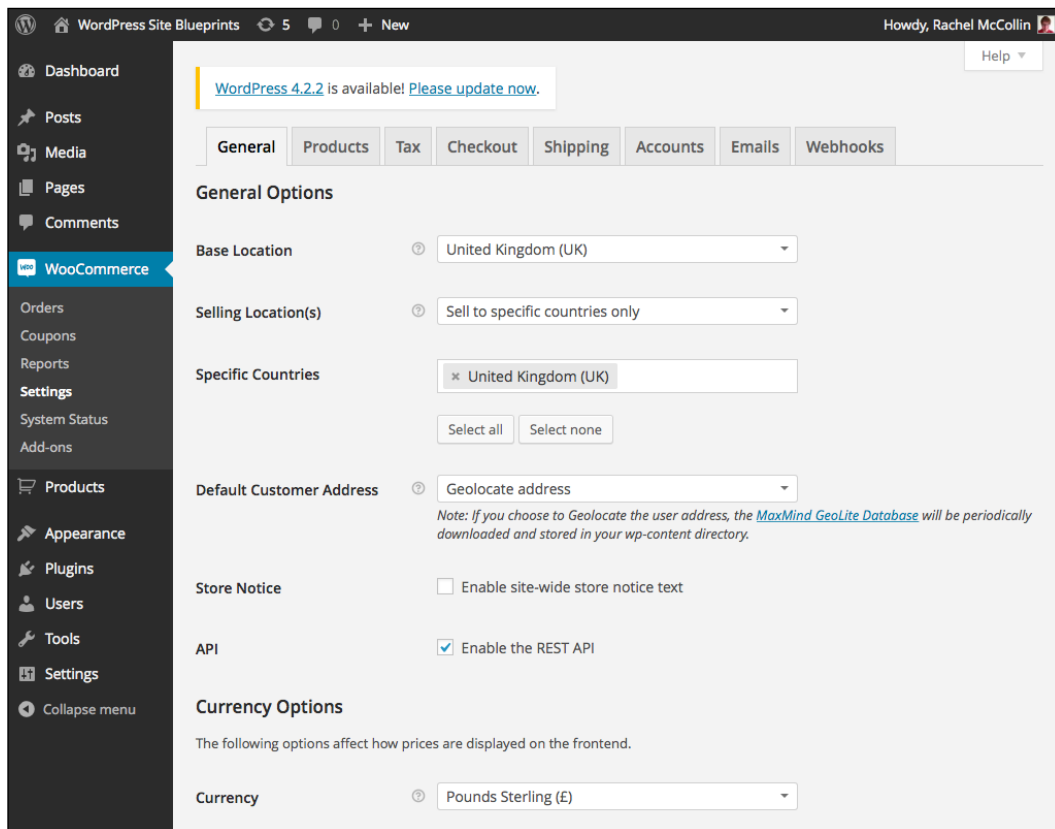 WordPress Site Blueprints 5 0 + New Howdy, Rachel McCollin
Help
Dashboard
Posts
Media
Pages
Comments
WOO WooCommerce
Orders
Coupons
Reports
Settings
System Status
Add-ons
Products
Appearance
Plugins
Users
Tools
Settings
Collapse menu
WordPress 4.2.2 is available! Please update now.
General Products Tax Checkout Shipping Accounts Emails Webhooks
General Options
Base Location ? United Kingdom (UK)
Selling Location(s) ? Sell to specific countries only
Specific Countries × United Kingdom (UK)
Select all Select none
Default Customer Address ? Geolocate address
Note: If you choose to Geolocate the user address, the MaxMind GeoLite Database will be periodically
downloaded and stored in your wp-content directory.
Store Notice Enable site-wide store notice text
API Enable the REST API
Currency Options
The following options affect how prices are displayed on the frontend.
Currency ? Pounds Sterling (£)